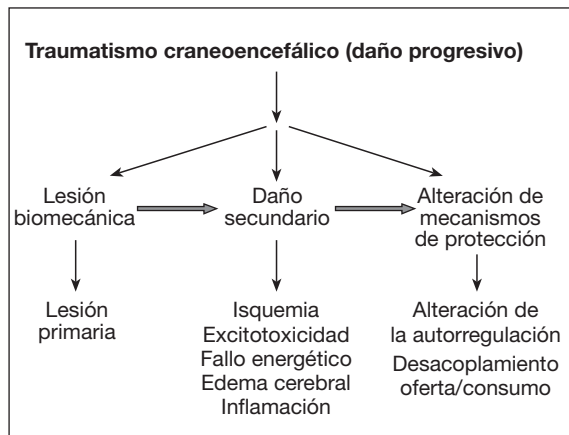 Traumatismo craneoencefálico (daño progresivo)
Lesión
biomecánica
Daño
secundario
Alteración de
mecanismos
de protección
Lesión
primaria
Isquemia
Excitotoxicidad
Fallo energético
Edema cerebral
Inflamación
Alteración de
la autorregulación
Desacoplamiento
oferta/consumo